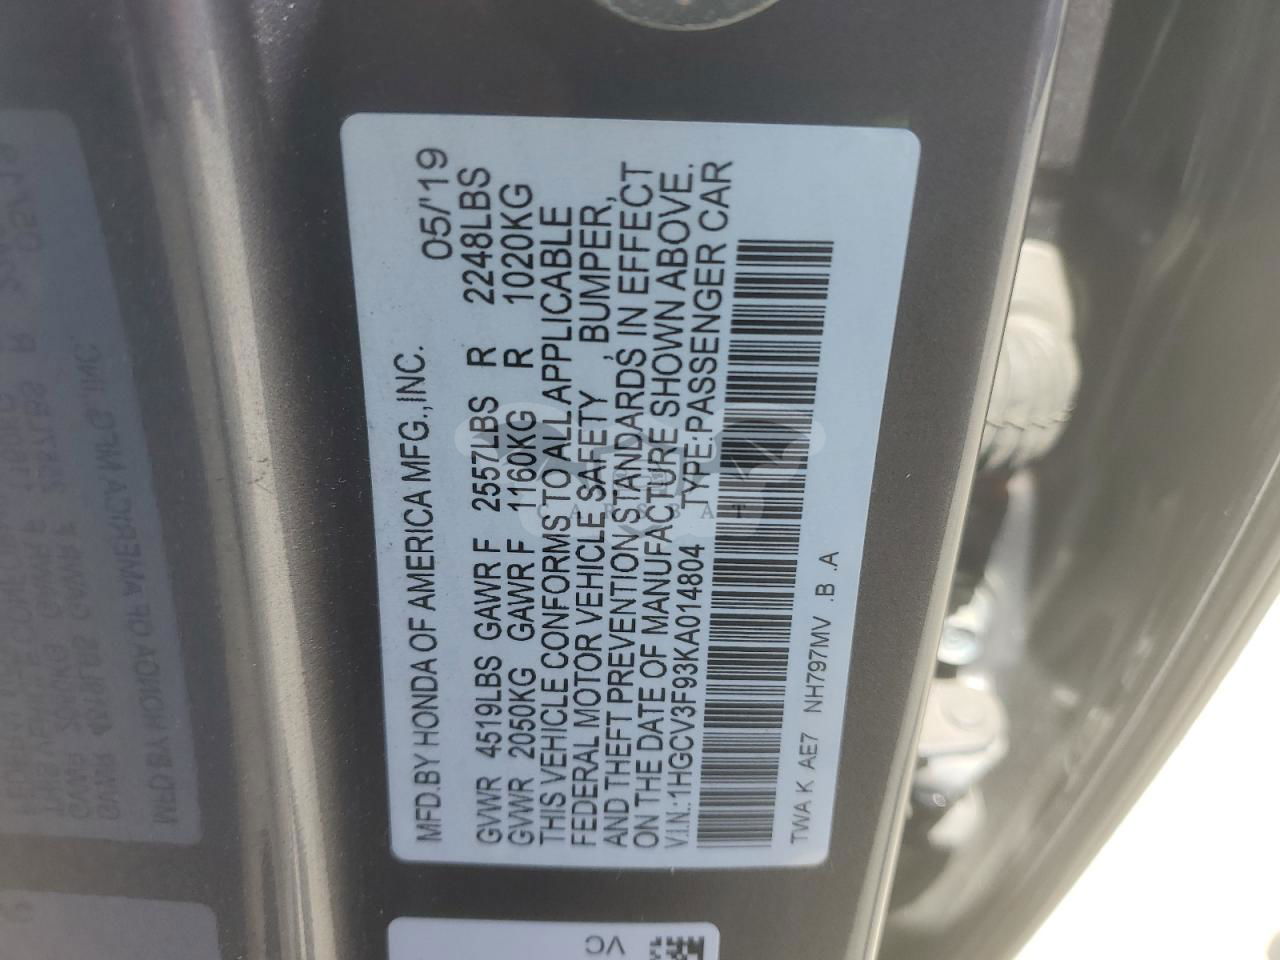 MFD.BY HONDA OF AMERICA MFG.,INC. 05/'19
GVWR 4519LBS GAWR F 2557LBS R 2248LBS
GVWR 2050KG GAWR F 1160KG R 1020KG
THIS VEHICLE CONFORMS TO ALL APPLICABLE
FEDERAL MOTOR VEHICLE SAFETY , BUMPER,
AND THEFT PREVENTION STANDARDS IN EFFECT
ON THE DATE OF MANUFACTURE SHOWN ABOVE.
V.I.N.:1HGCV3F93KA014804 TYPE:PASSENGER CAR
TWA K AE7 NH797MV .B .A
VC
CARSBAT